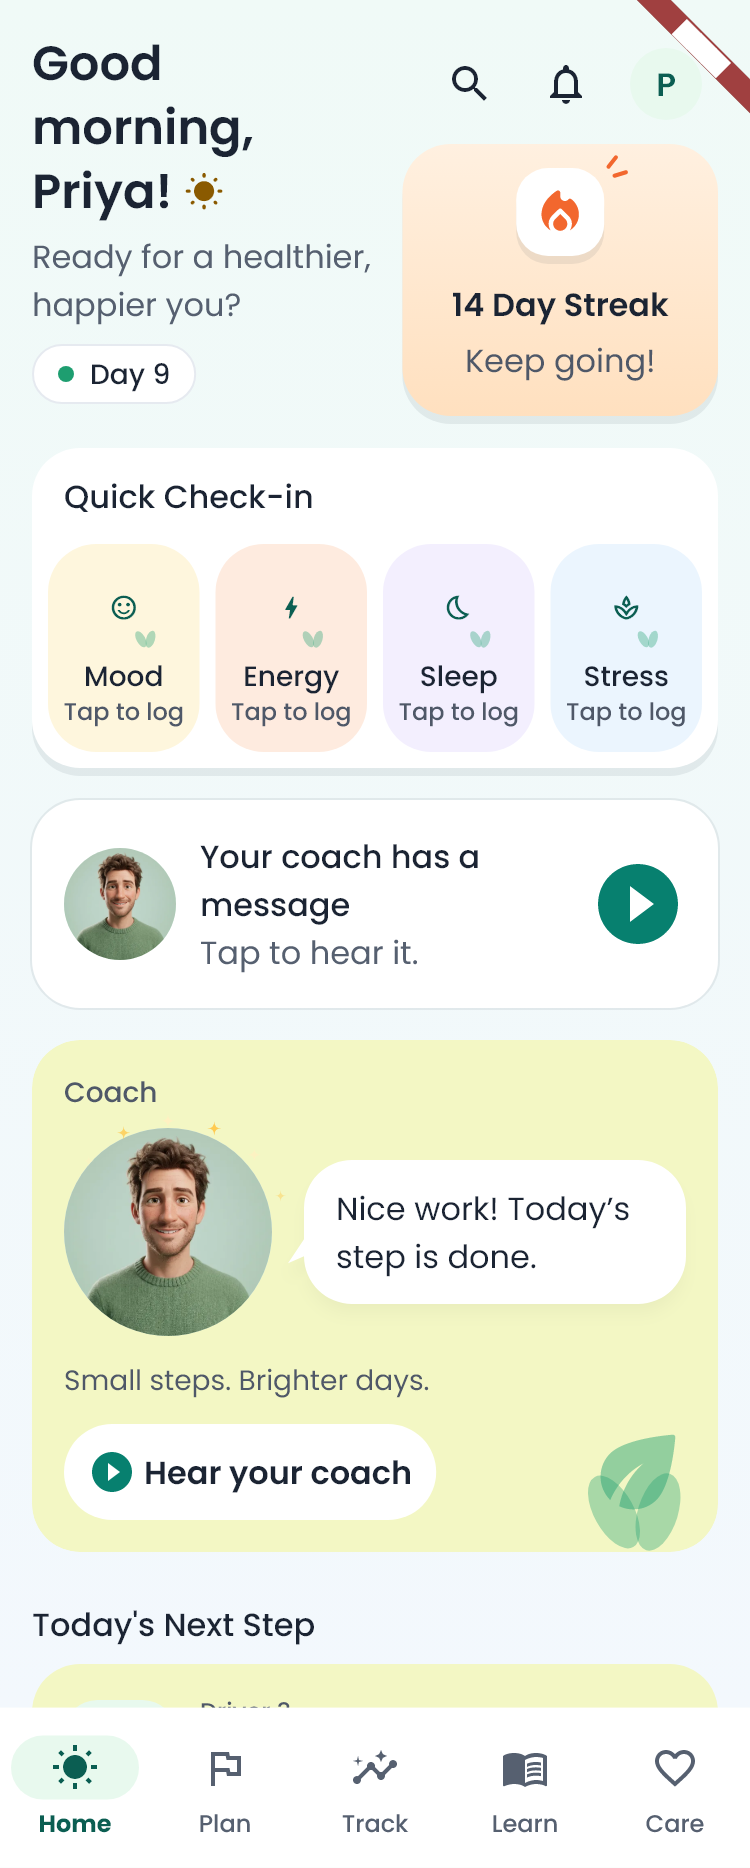 Good
morning,
Priya!
P
Ready for a healthier,
happier you?
Day 9
14 Day Streak
Keep going!
Quick Check-in
Mood
Tap to log
Energy
Tap to log
Sleep
Tap to log
Stress
Tap to log
Your coach has a
message
Tap to hear it.
Coach
Nice work! Today’s
step is done.
Small steps. Brighter days.
Hear your coach
Today's Next Step
Home
Plan
Track
Learn
Care